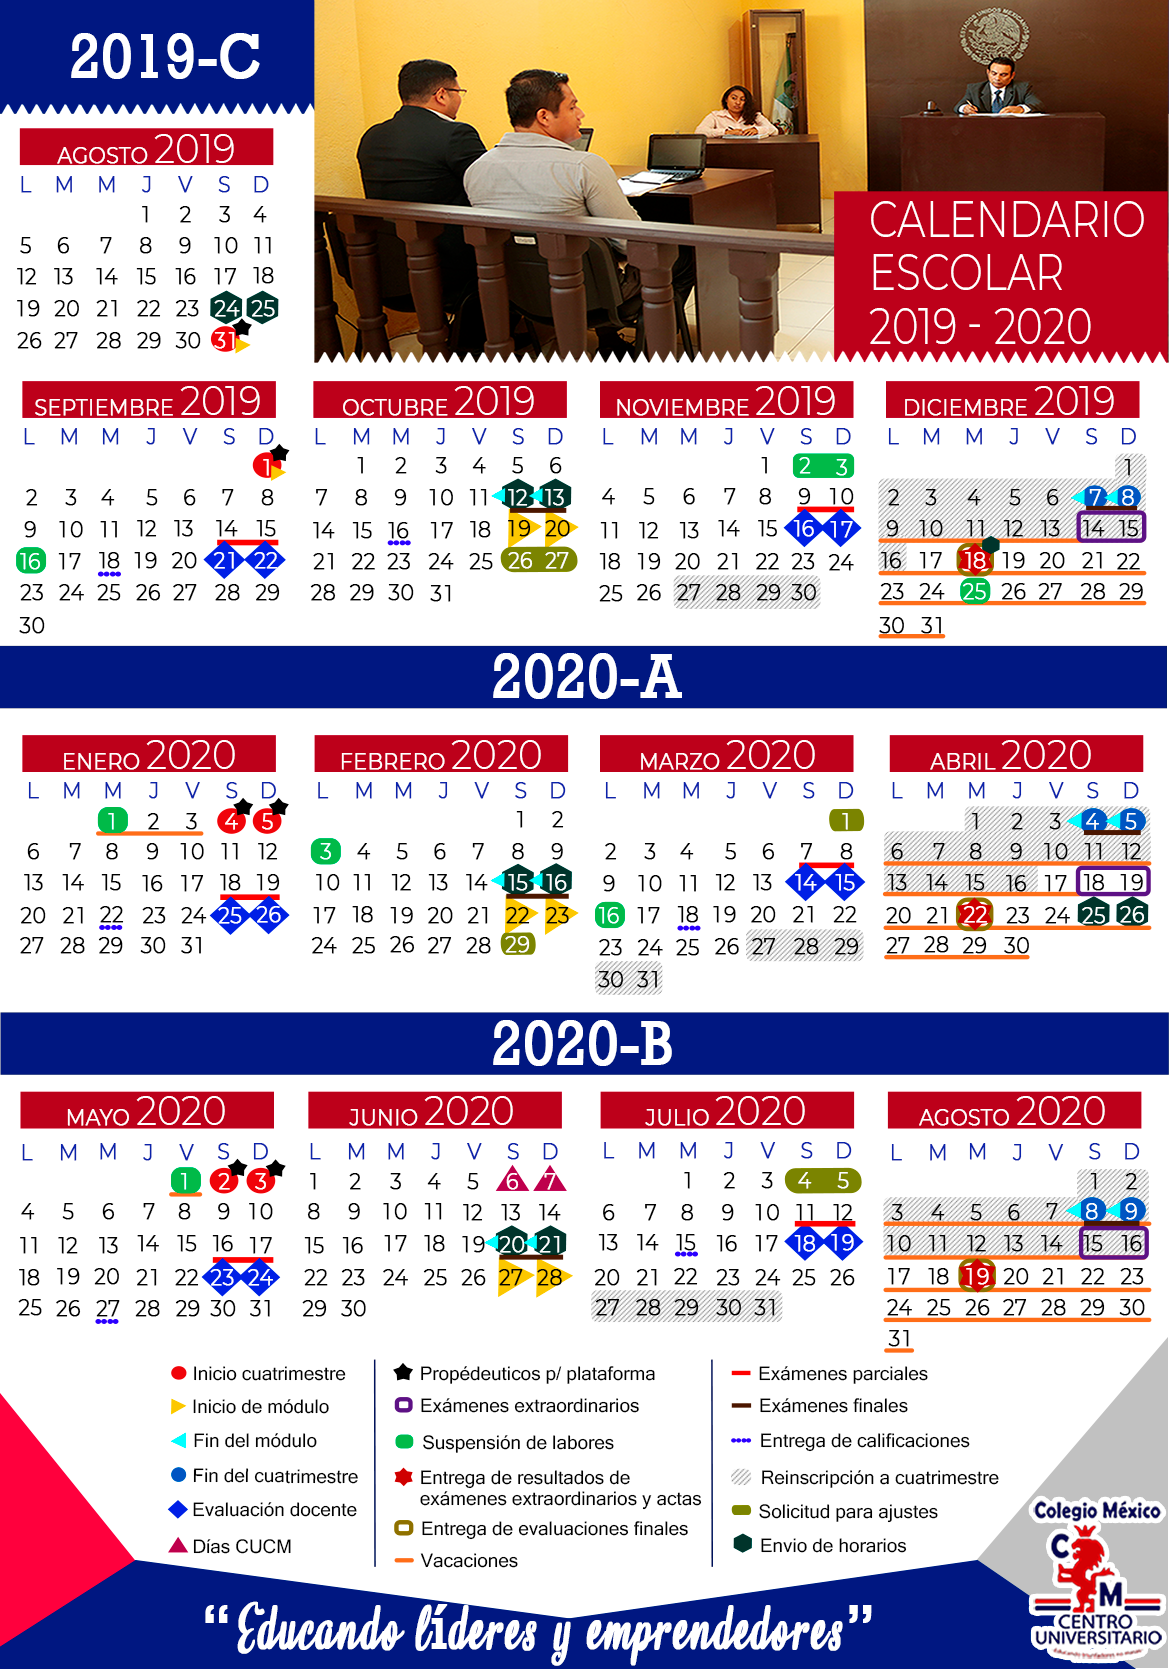 2019-C
CALENDARIO
ESCOLAR
2019 - 2020
AGOSTO 2019
L M M J V S D
1 2 3 4
5 6 7 8 9 10 11
12 13 14 15 16 17 18
19 20 21 22 23 24 25
26 27 28 29 30 31
SEPTIEMBRE 2019
L M M J V S D
1
2 3 4 5 6 7 8
9 10 11 12 13 14 15
16 17 18 19 20 21 22
23 24 25 26 27 28 29
30
OCTUBRE 2019
L M M J V S D
1 2 3 4 5 6
7 8 9 10 11 12 13
14 15 16 17 18 19 20
21 22 23 24 25 26 27
28 29 30 31
NOVIEMBRE 2019
L M M J V S D
1 2 3
4 5 6 7 8 9 10
11 12 13 14 15 16 17
18 19 20 21 22 23 24
25 26 27 28 29 30
DICIEMBRE 2019
L M M J V S D
1
2 3 4 5 6 7 8
9 10 11 12 13 14 15
16 17 18 19 20 21 22
23 24 25 26 27 28 29
30 31
2020-A
ENERO 2020
L M M J V S D
1 2 3 4 5
6 7 8 9 10 11 12
13 14 15 16 17 18 19
20 21 22 23 24 25 26
27 28 29 30 31
FEBRERO 2020
L M M J V S D
1 2
3 4 5 6 7 8 9
10 11 12 13 14 15 16
17 18 19 20 21 22 23
24 25 26 27 28 29
MARZO 2020
L M M J V S D
1
2 3 4 5 6 7 8
9 10 11 12 13 14 15
16 17 18 19 20 21 22
23 24 25 26 27 28 29
30 31
ABRIL 2020
L M M J V S D
1 2 3 4 5
6 7 8 9 10 11 12
13 14 15 16 17 18 19
20 21 22 23 24 25 26
27 28 29 30
2020-B
MAYO 2020
L M M J V S D
1 2 3
4 5 6 7 8 9 10
11 12 13 14 15 16 17
18 19 20 21 22 23 24
25 26 27 28 29 30 31
JUNIO 2020
L M M J V S D
1 2 3 4 5 6 7
8 9 10 11 12 13 14
15 16 17 18 19 20 21
22 23 24 25 26 27 28
29 30
JULIO 2020
L M M J V S D
1 2 3 4 5
6 7 8 9 10 11 12
13 14 15 16 17 18 19
20 21 22 23 24 25 26
27 28 29 30 31
AGOSTO 2020
L M M J V S D
1 2
3 4 5 6 7 8 9
10 11 12 13 14 15 16
17 18 19 20 21 22 23
24 25 26 27 28 29 30
31
Inicio cuatrimestre
Inicio de módulo
Fin del módulo
Fin del cuatrimestre
Evaluación docente
Días CUCM
Propédeuticos p/ plataforma
Exámenes extraordinarios
Suspensión de labores
Entrega de resultados de
exámenes extraordinarios y actas
Entrega de evaluaciones finales
Vacaciones
Exámenes parciales
Exámenes finales
Entrega de calificaciones
Reinscripción a cuatrimestre
Solicitud para ajustes
Envio de horarios
“Educando líderes y emprendedores”
Colegio México
C M
CENTRO
UNIVERSITARIO